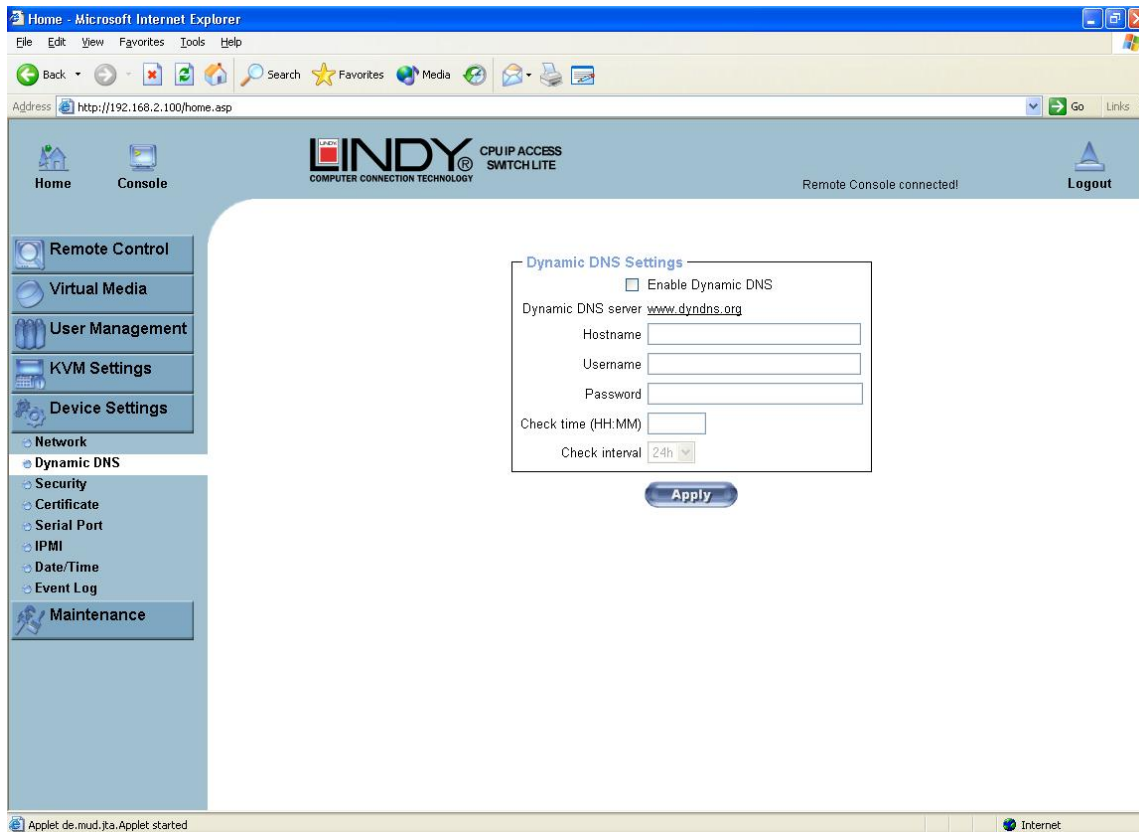 Home - Microsoft Internet Explorer
File Edit View Favorites Tools Help
Back Search Favorites Media
Address http://192.168.2.100/home.asp Go Links
Home Console
LINDY
LINDY ®
COMPUTER CONNECTION TECHNOLOGY
CPU IP ACCESS
SWITCH LITE
Remote Console connected!
Logout
Remote Control
Virtual Media
User Management
KVM Settings
Device Settings
Network
Dynamic DNS
Security
Certificate
Serial Port
IPMI
Date/Time
Event Log
Maintenance
Dynamic DNS Settings
Enable Dynamic DNS
Dynamic DNS server www.dyndns.org
Hostname
Username
Password
Check time (HH:MM)
Check interval 24h
Apply
Applet de.mud.jta.Applet started Internet